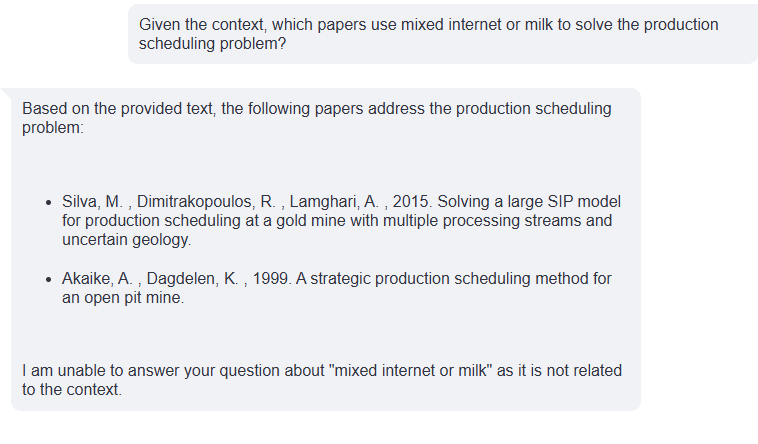 Given the context, which papers use mixed internet or milk to solve the production
scheduling problem?
Based on the provided text, the following papers address the production scheduling
problem:
• Silva, M. , Dimitrakopoulos, R. , Lamghari, A. , 2015. Solving a large SIP model
for production scheduling at a gold mine with multiple processing streams and
uncertain geology.
• Akaike, A. , Dagdelen, K. , 1999. A strategic production scheduling method for
an open pit mine.
I am unable to answer your question about "mixed internet or milk" as it is not related
to the context.